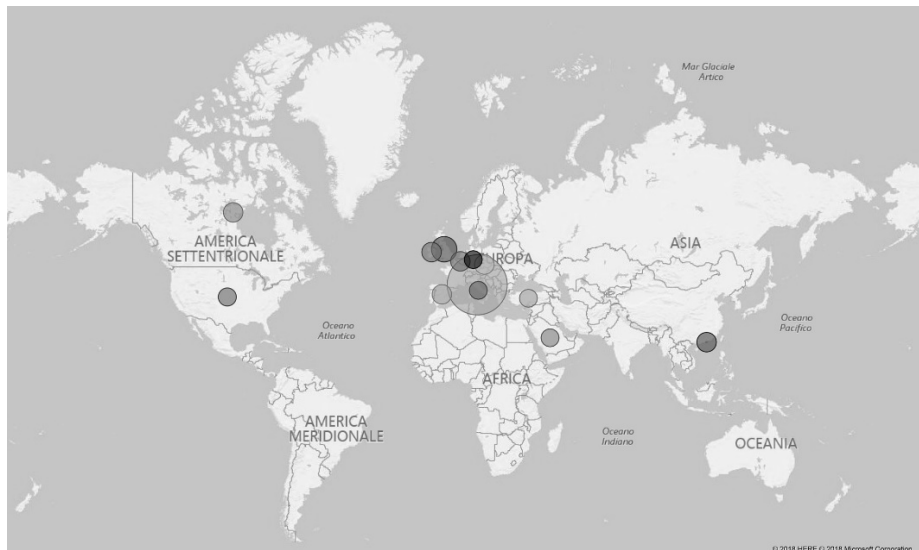 Mar Glaciale
Artico
AMERICA
SETTENTRIONALE
EUROPA
ASIA
Oceano
Atlantico
Oceano
Pacifico
AFRICA
AMERICA
MERIDIONALE
Oceano
Indiano
OCEANIA
© 2018 HERE © 2018 Microsoft Corporation